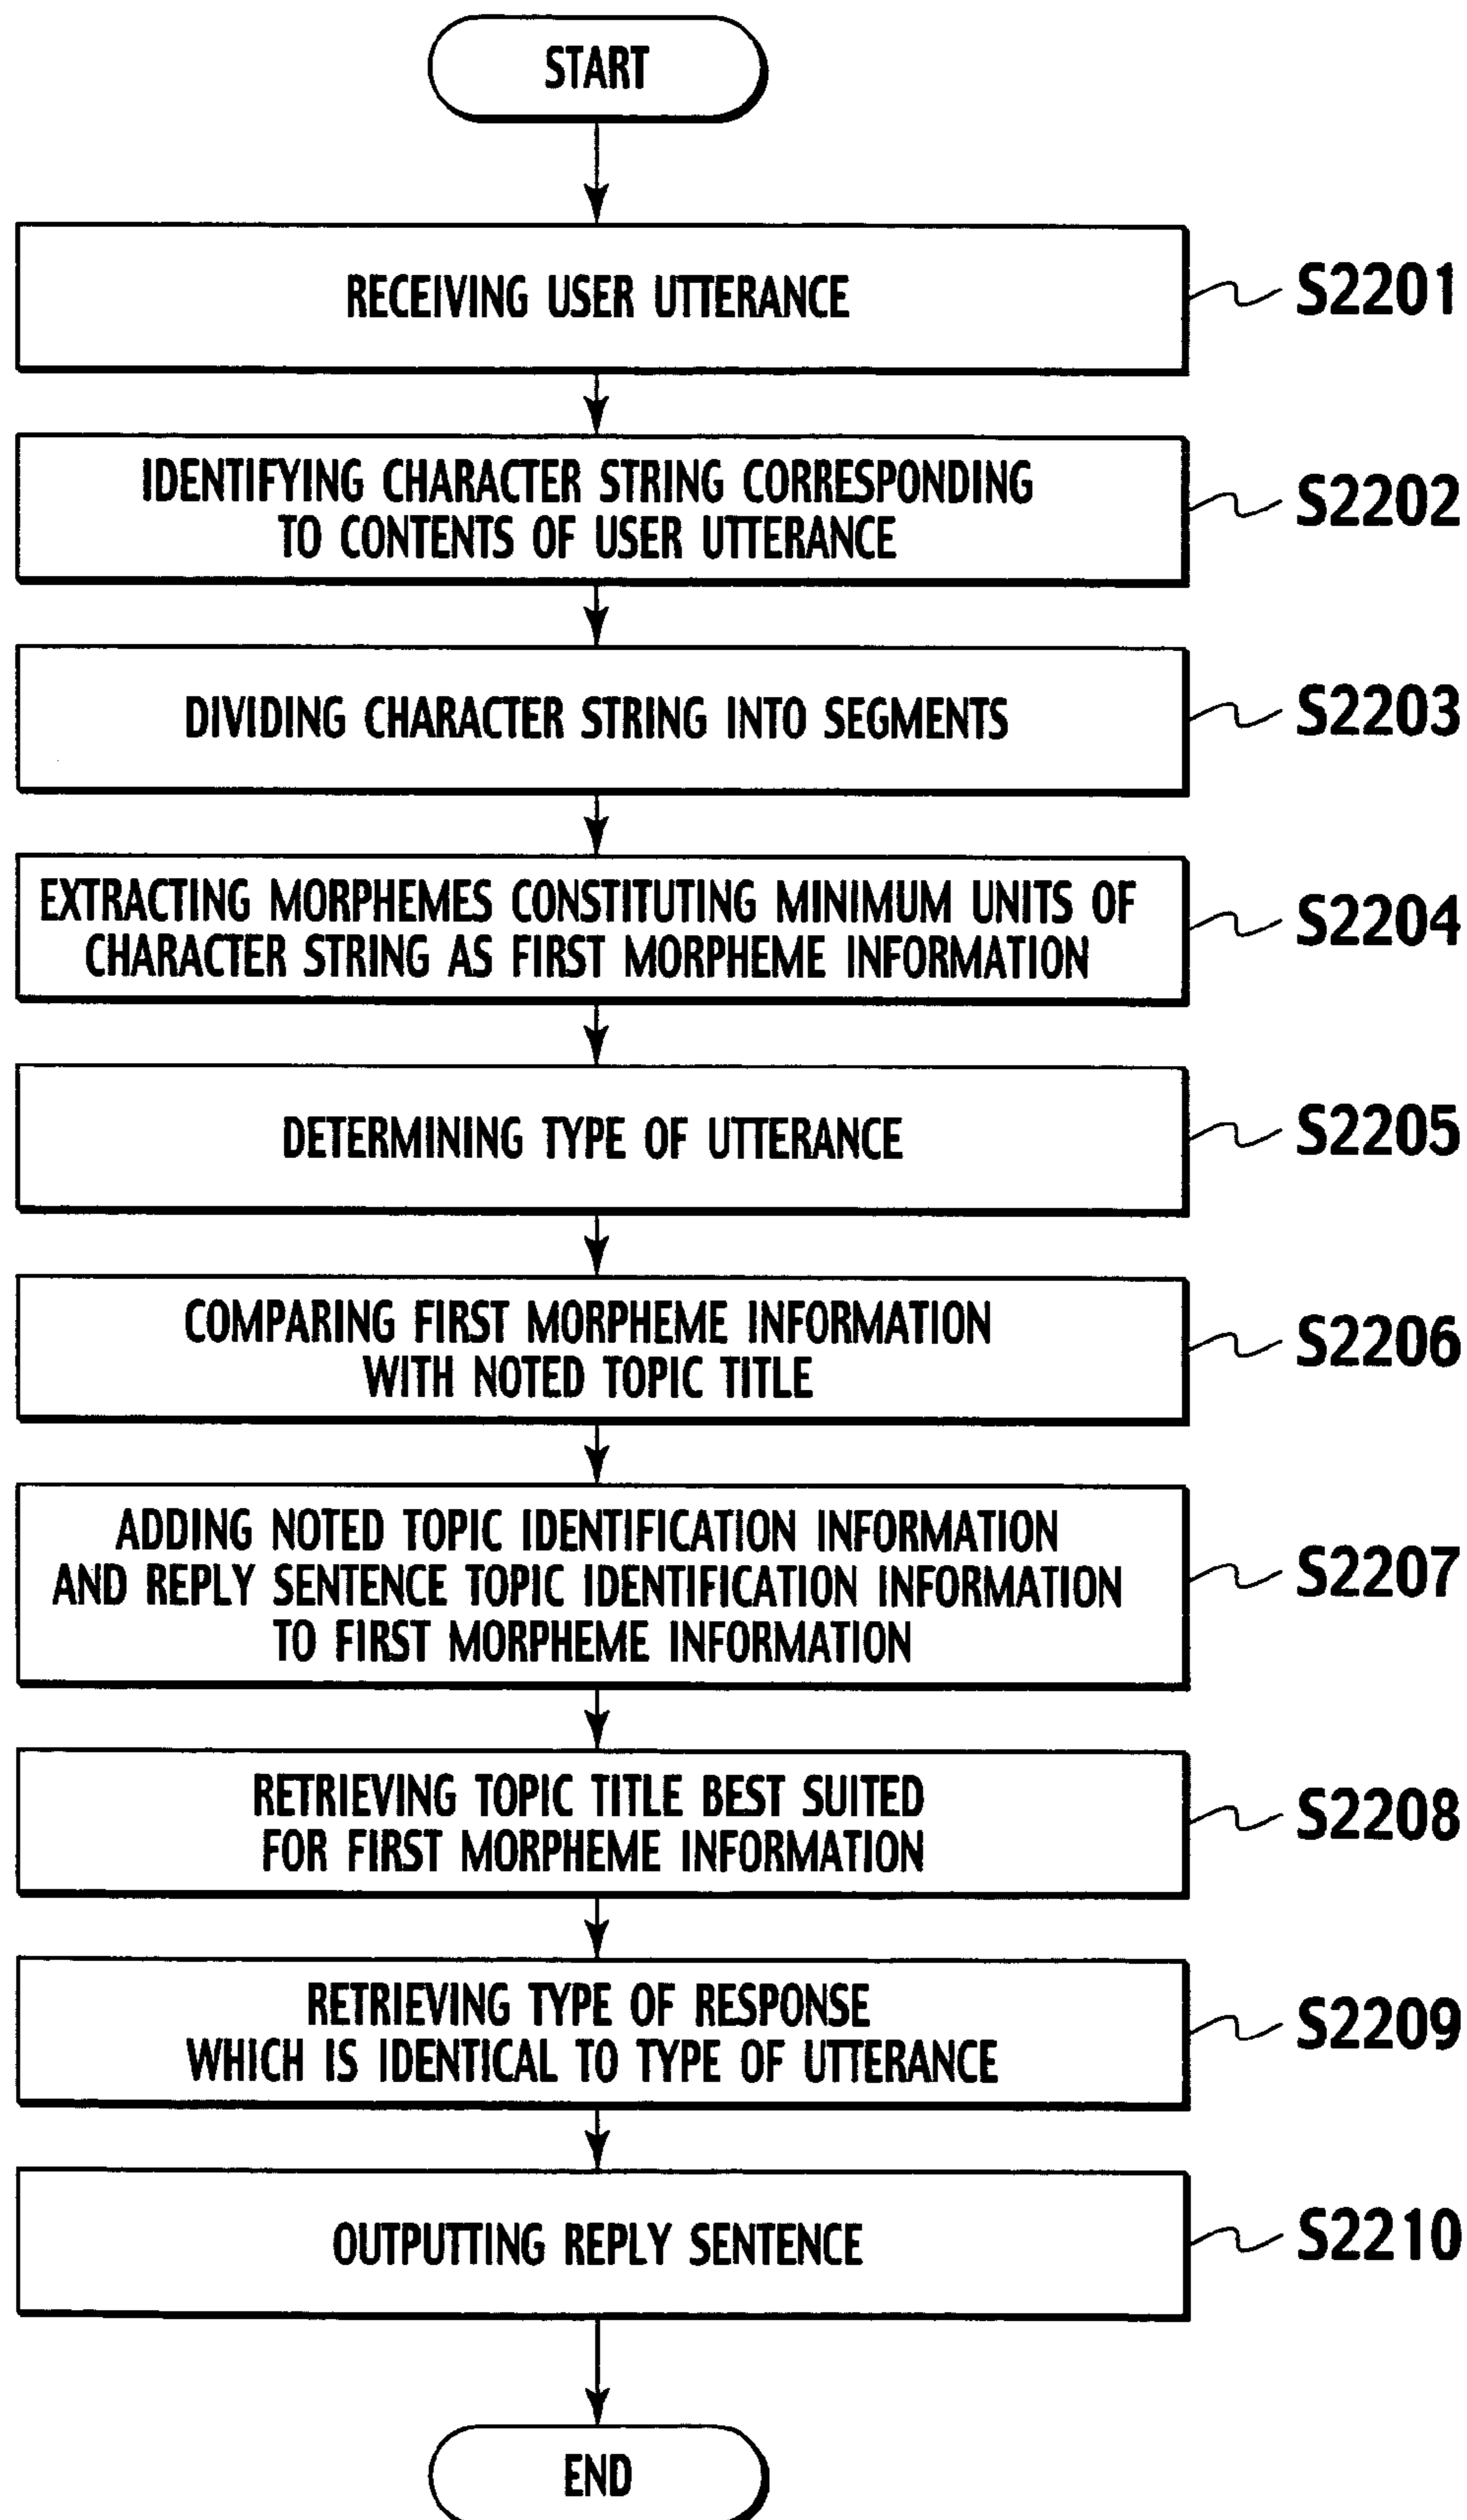 START
RECEIVING USER UTTERANCE
S2201
IDENTIFYING CHARACTER STRING CORRESPONDING
TO CONTENTS OF USER UTTERANCE
S2202
DIVIDING CHARACTER STRING INTO SEGMENTS
S2203
EXTRACTING MORPHEMES CONSTITUTING MINIMUM UNITS OF
CHARACTER STRING AS FIRST MORPHEME INFORMATION
S2204
DETERMINING TYPE OF UTTERANCE
S2205
COMPARING FIRST MORPHEME INFORMATION
WITH NOTED TOPIC TITLE
S2206
ADDING NOTED TOPIC IDENTIFICATION INFORMATION
AND REPLY SENTENCE TOPIC IDENTIFICATION INFORMATION
TO FIRST MORPHEME INFORMATION
S2207
RETRIEVING TOPIC TITLE BEST SUITED
FOR FIRST MORPHEME INFORMATION
S2208
RETRIEVING TYPE OF RESPONSE
WHICH IS IDENTICAL TO TYPE OF UTTERANCE
S2209
OUTPUTTING REPLY SENTENCE
S2210
END